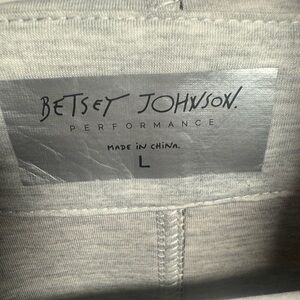 BETSEY JOHNSON.
PERFORMANCE
MADE IN CHINA.
L